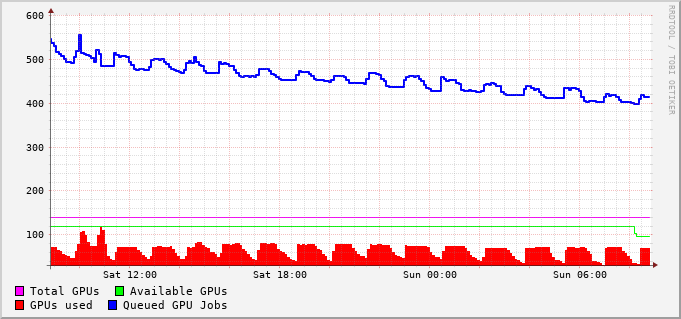 600
500
400
300
200
100
Sat 12:00 Sat 18:00 Sun 00:00 Sun 06:00
Total GPUs Available GPUs
GPUs used Queued GPU Jobs
RRDTOOL / TOBI OETIKER